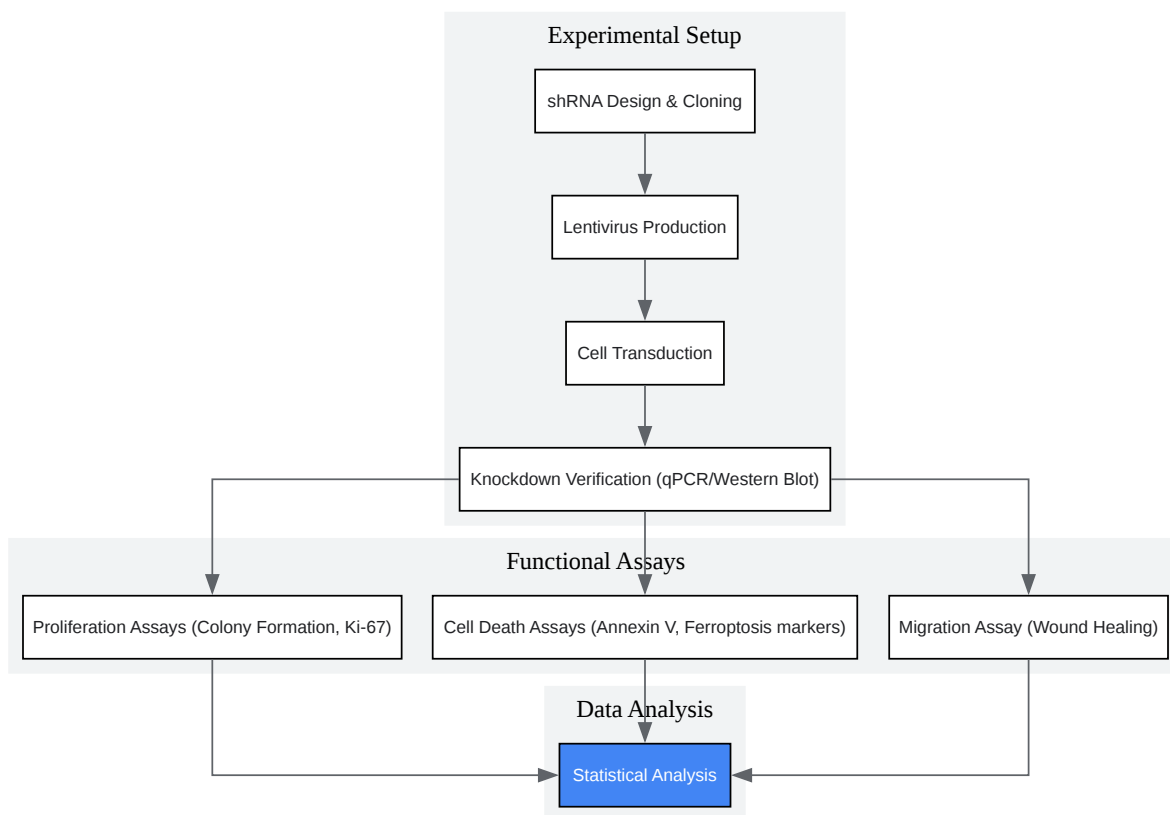 Experimental Setup
shRNA Design & Cloning
Lentivirus Production
Cell Transduction
Knockdown Verification (qPCR/Western Blot)
Functional Assays
Proliferation Assays (Colony Formation, Ki-67)
Cell Death Assays (Annexin V, Ferroptosis markers)
Migration Assay (Wound Healing)
Data Analysis
Statistical Analysis